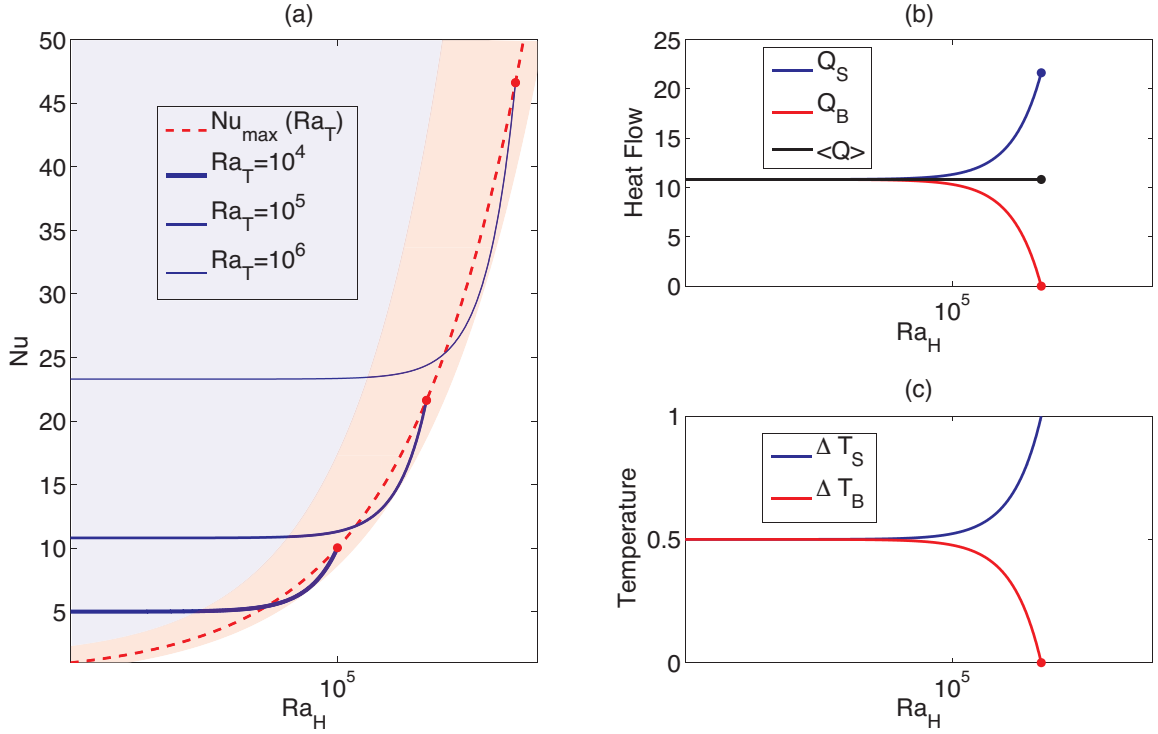 (a)
50
45
40
35
30
25
20
15
10
5
Nu
Nu_max (Ra_T)
Ra_T=10^4
Ra_T=10^5
Ra_T=10^6
10^5
Ra_H
(b)
25
20
15
10
5
0
Heat Flow
Q_S
Q_B
<Q>
10^5
Ra_H
(c)
1
0.5
0
Temperature
Δ T_S
Δ T_B
10^5
Ra_H